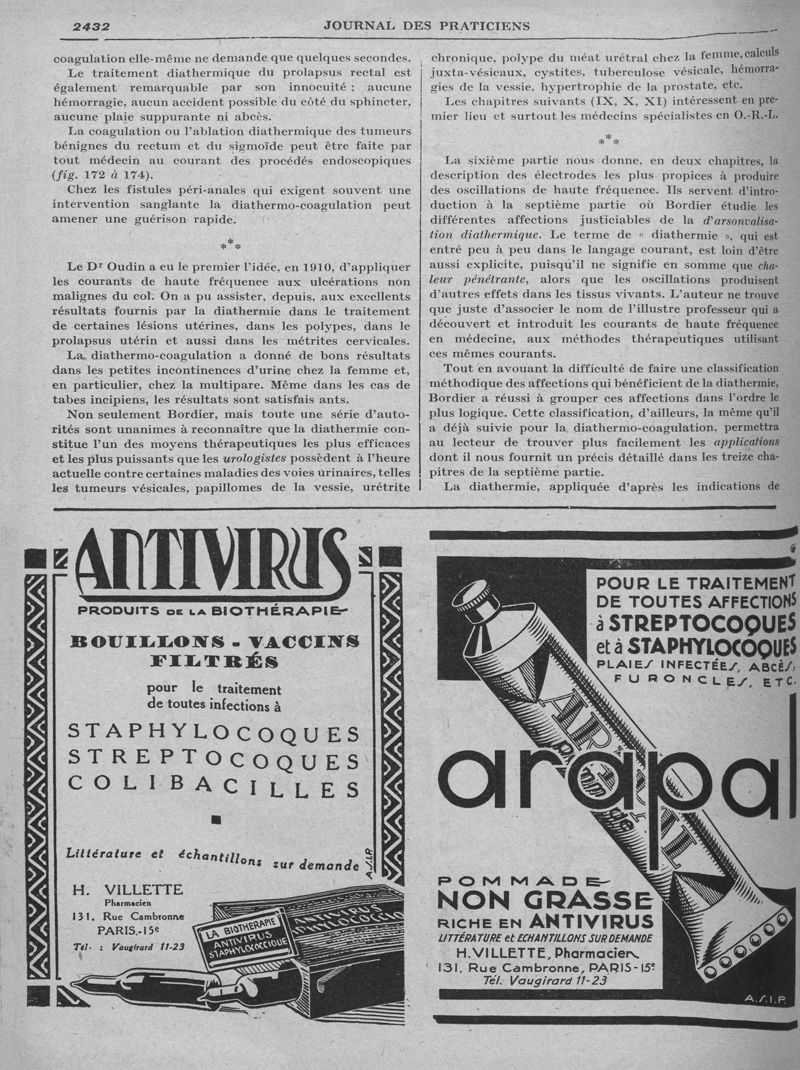 2432
JOURNAL DES PRATICIENS
coagulation elle-même ne demande que quelques secondes.
Le traitement diathermique du prolapsus rectal est
également remarquable par son innocuité ; aucune
hémorragie, aucun accident possible du côté du sphincter,
aucune plaie suppurante ni abcès.
La coagulation ou l'ablation diathermique des tumeurs
bénignes du rectum et du sigmoïde peut être faite par
tout médecin au courant des procédés endoscopiques
(fig. 172 à 174).
Chez les fistules péri-anales qui exigent souvent une
intervention sanglante la diathermo-coagulation peut
amener une guérison rapide.
***
Le Dr Oudin a eu le premier l'idée, en 1910, d'appliquer
les courants de haute fréquence aux ulcérations non
malignes du col. On a pu assister, depuis, aux excellents
résultats fournis par la diathermie dans le traitement
de certaines lésions utérines, dans les polypes, dans le
prolapsus utérin et aussi dans les métrites cervicales.
La diathermo-coagulation a donné de bons résultats
dans les petites incontinences d'urine chez la femme et,
en particulier, chez la multipare. Même dans les cas de
tabes incipiens, les résultats sont satisfais ants.
Non seulement Bordier, mais toute une série d'auto-
rités sont unanimes à reconnaître que la diathermie con-
stitue l'un des moyens thérapeutiques les plus efficaces
et les plus puissants que les urologistes possèdent à l'heure
actuelle contre certaines maladies des voies urinaires, telles
les tumeurs vésicales, papillomes de la vessie, urétrite
chronique, polype du méat urétral chez la femme, calculs
juxta-vésicaux, cystites, tuberculose vésicale, hémorra-
gies de la vessie, hypertrophie de la prostate, etc.
Les chapitres suivants (IX, X, XI) intéressent en pre-
mier lieu et surtout les médecins spécialistes en O.-R.-L.
***
La sixième partie nous donne, en deux chapitres, la
description des électrodes les plus propices à produire
des oscillations de haute fréquence. Ils servent d'intro-
duction à la septième partie où Bordier étudie les
différentes affections justiciables de la d'arsonvalisa-
tion diathermique. Le terme de « diathermie », qui est
entré peu à peu dans le langage courant, est loin d'être
aussi explicite, puisqu'il ne signifie en somme que cha-
leur pénétrante, alors que les oscillations produisent
d'autres effets dans les tissus vivants. L'auteur ne trouve
que juste d'associer le nom de l'illustre professeur qui a
découvert et introduit les courants de haute fréquence
en médecine, aux méthodes thérapeutiques utilisant
ces mêmes courants.
Tout en avouant la difficulté de faire une classification
méthodique des affections qui bénéficient de la diathermie,
Bordier a réussi à grouper ces affections dans l'ordre le
plus logique. Cette classification, d'ailleurs, la même qu'il
a déjà suivie pour la diathermo-coagulation, permettra
au lecteur de trouver plus facilement les applications
dont il nous fournit un précis détaillé dans les treize cha-
pitres de la septième partie.
La diathermie, appliquée d'après les indications de
ANTIVIRUS
PRODUITS DE LA BIOTHÉRAPIE
BOUILLONS - VACCINS
FILTRÉS
pour le traitement
de toutes infections à
STAPHYLOCOQUES
STREPTOCOQUES
COLIBACILLES
Littérature et échantillons sur demande
A.S.I.P.
H. VILLETTE
Pharmacien
131, Rue Cambronne
PARIS.-15e
Tél- : Vaugirard 11-23
LA BIOTHERAPIE
ANTIVIRUS
STAPHYLOCOCCIQUE
ANTIVIRUS
POUR LE TRAITEMENT
DE TOUTES AFFECTIONS
à STREPTOCOQUES
et à STAPHYLOCOQUES
PLAIES INFECTÉES, ABCÈS,
FURONCLES, ETC.
arapal
POMMADE
NON GRASSE
RICHE EN ANTIVIRUS
LITTÉRATURE et ECHANTILLONS SUR DEMANDE
H. VILLETTE, Pharmacien
131, Rue Cambronne, PARIS-15e
Tél. Vaugirard 11-23
A.S.I.P.